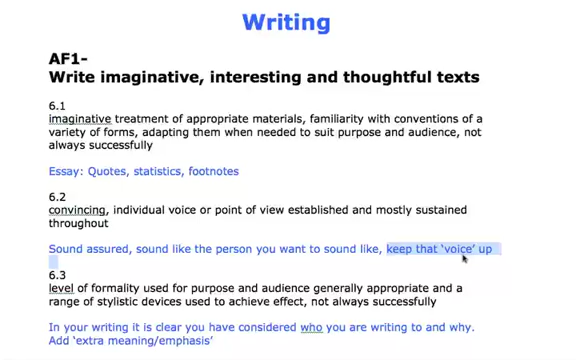 Writing
AF1-
Write imaginative, interesting and thoughtful texts
6.1
imaginative treatment of appropriate materials, familiarity with conventions of a
variety of forms, adapting them when needed to suit purpose and audience, not
always successfully
Essay: Quotes, statistics, footnotes
6.2
convincing, individual voice or point of view established and mostly sustained
throughout
Sound assured, sound like the person you want to sound like, keep that ‘voice’ up
6.3
level of formality used for purpose and audience generally appropriate and a
range of stylistic devices used to achieve effect, not always successfully
In your writing it is clear you have considered who you are writing to and why.
Add ‘extra meaning/emphasis’